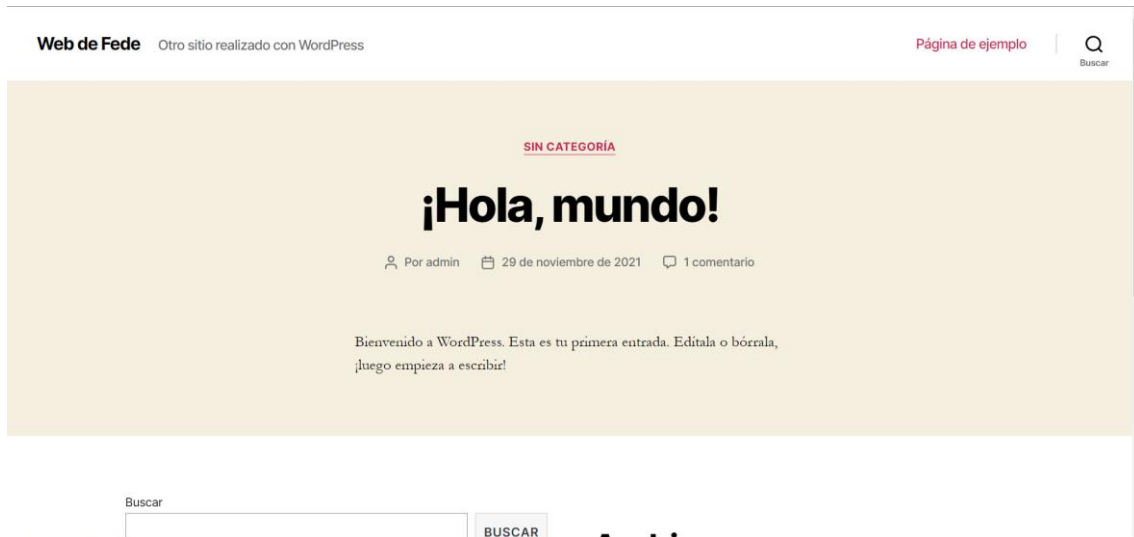 Web de Fede Otro sitio realizado con WordPress Página de ejemplo
Buscar
SIN CATEGORÍA
¡Hola, mundo!
Por admin 29 de noviembre de 2021 1 comentario
Bienvenido a WordPress. Esta es tu primera entrada. Edítala o bórrala,
¡luego empieza a escribir!
Buscar
BUSCAR